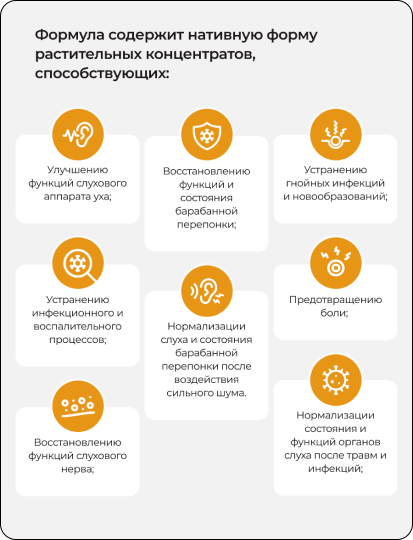 Формула содержит нативную форму
растительных концентратов,
способствующих:
Улучшению
функций слухового
аппарата уха;
Восстановлению
функций и
состояния
барабанной
перепонки;
Устранению
гнойных инфекций
и новообразований;
Устранению
инфекционного и
воспалительного
процессов;
Нормализации
слуха и состояния
барабанной
перепонки после
воздействия
сильного шума.
Предотвращению
боли;
Восстановлению
функций слухового
нерва;
Нормализации
состояния и
функций органов
слуха после травм и
инфекций;